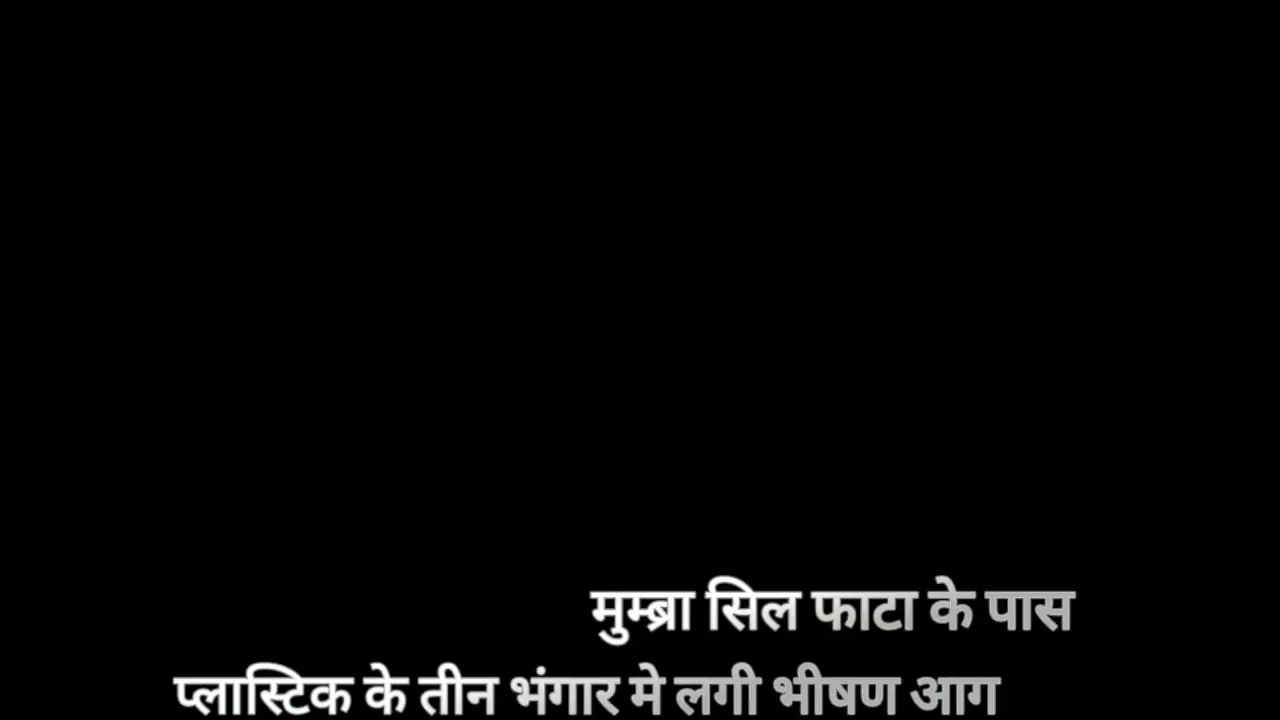 मुम्ब्रा सिल फाटा के पास
प्लास्टिक के तीन भंगार मे लगी भीषण आग